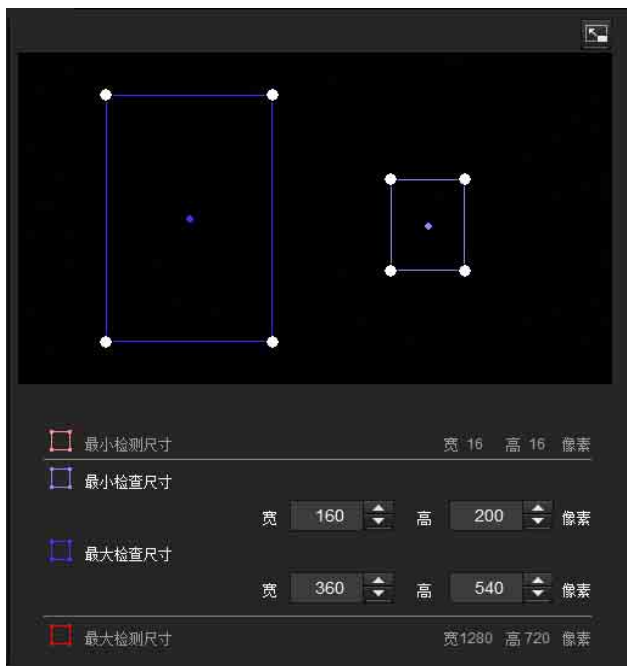 最小检测尺寸 宽 16 高 16 像素
最小检查尺寸
宽 160 高 200 像素
最大检查尺寸
宽 360 高 540 像素
最大检测尺寸 宽1280 高720 像素